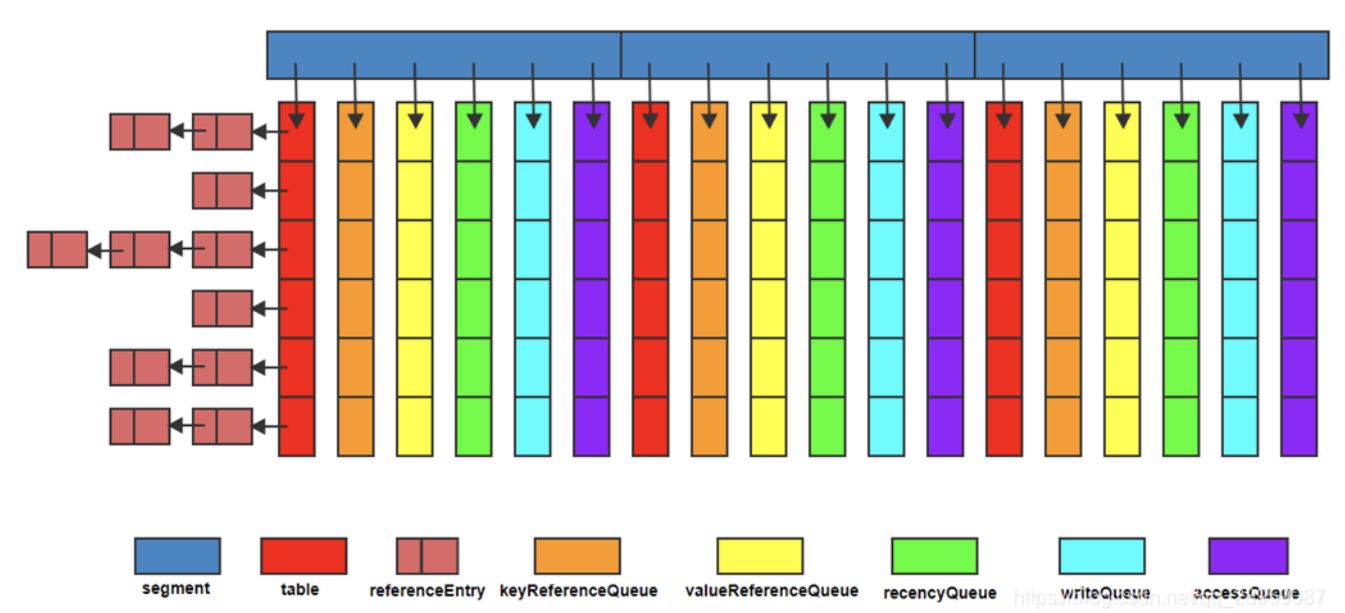 segment
table
referenceEntry
keyReferenceQueue
valueReferenceQueue
recencyQueue
writeQueue
accessQueue